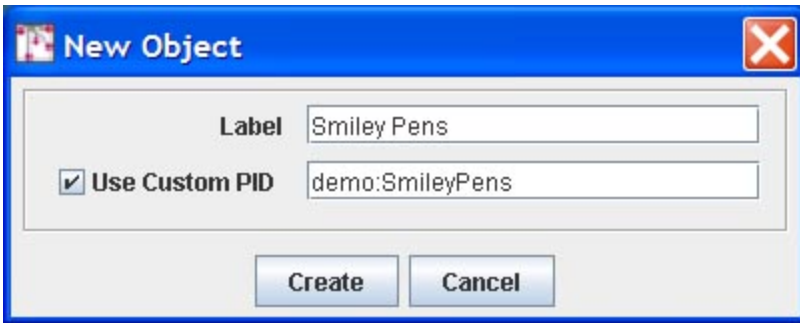 New Object
Label Smiley Pens
Use Custom PID demo:SmileyPens
Create Cancel